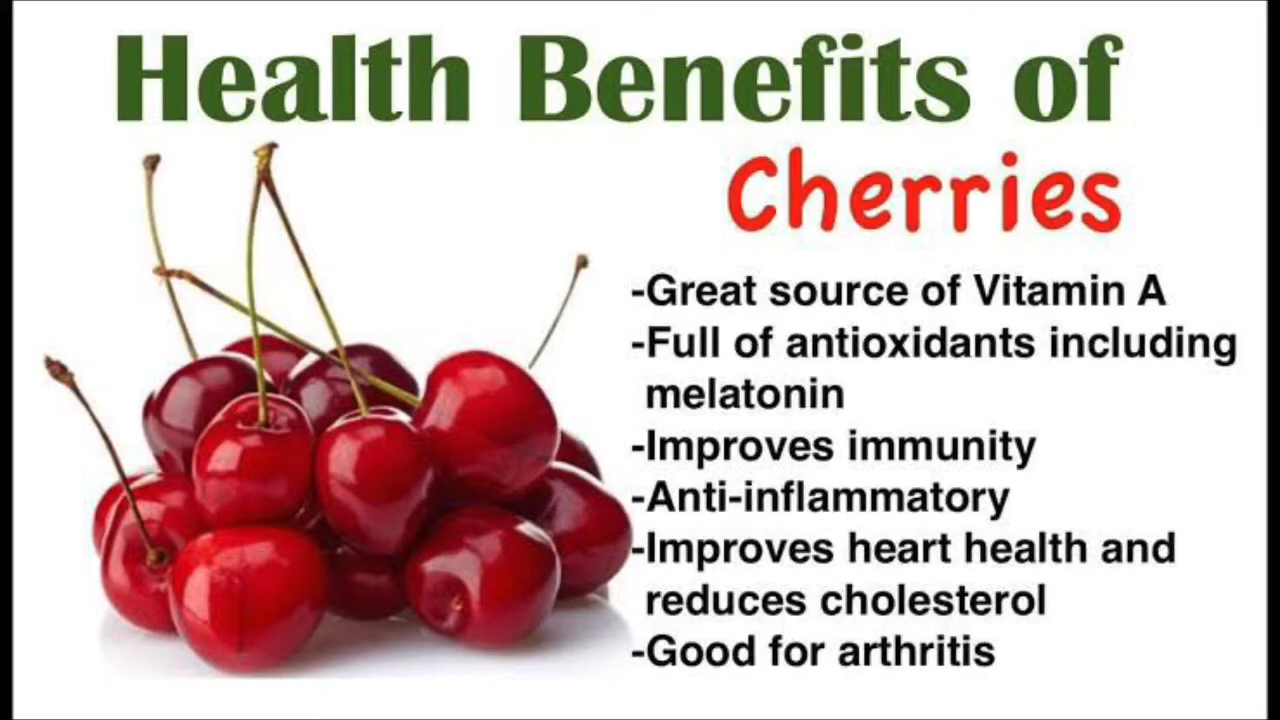 Health Benefits of
Cherries
-Great source of Vitamin A
-Full of antioxidants including
melatonin
-Improves immunity
-Anti-inflammatory
-Improves heart health and
reduces cholesterol
-Good for arthritis